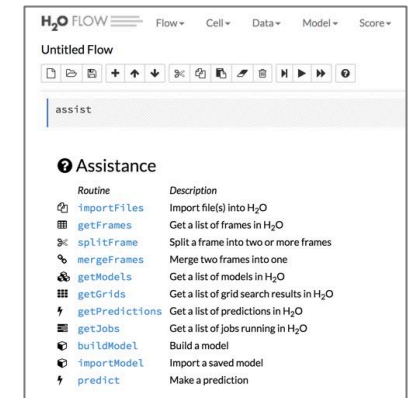 H2O FLOW Flow Cell Data Model Score
Untitled Flow
assist
Assistance
Routine Description
importFiles Import file(s) into H2O
getFrames Get a list of frames in H2O
splitFrame Split a frame into two or more frames
mergeFrames Merge two frames into one
getModels Get a list of models in H2O
getGrids Get a list of grid search results in H2O
getPredictions Get a list of predictions in H2O
getJobs Get a list of jobs running in H2O
buildModel Build a model
importModel Import a saved model
predict Make a prediction